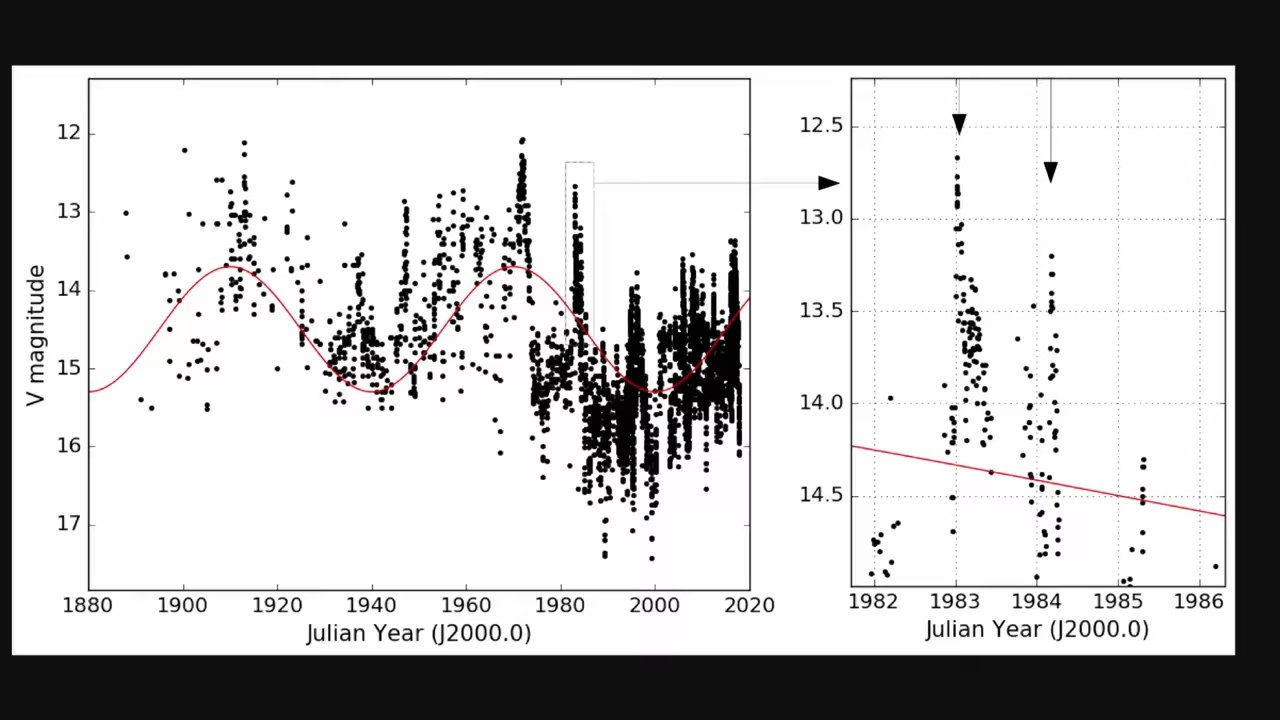 12
13
14
15
16
17
V magnitude
1880 1900 1920 1940 1960 1980 2000 2020
Julian Year (J2000.0)
12.5
13.0
13.5
14.0
14.5
1982 1983 1984 1985 1986
Julian Year (J2000.0)